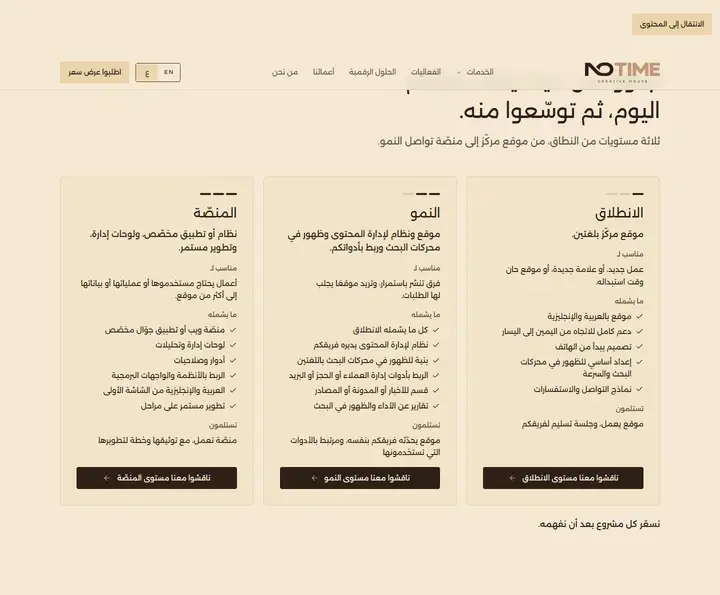 الانتقال إلى المحتوى
NOTIME
CREATIVE HOUSE
الخدمات
الفعاليات
الحلول الرقمية
أعمالنا
من نحن
EN
ع
اطلبوا عرض سعر
اليوم، ثم توسّعوا منه.
ثلاثة مستويات من النطاق، من موقع مركّز إلى منصّة تواصل النمو.
الانطلاق
موقع مركّز بلغتين.
مناسب لـ
عمل جديد، أو علامة جديدة، أو موقع حان
وقت استبداله.
ما يشمله
موقع بالعربية والإنجليزية
دعم كامل للاتجاه من اليمين إلى اليسار
تصميم يبدأ من الهاتف
إعداد أساسي للظهور في محركات
البحث والسرعة
نماذج التواصل والاستفسارات
تستلمون
موقع يعمل، وجلسة تسليم لفريقكم
ناقشوا معنا مستوى الانطلاق ←
النمو
موقع ونظام لإدارة المحتوى وظهور في
محركات البحث وربط بأدواتكم.
مناسب لـ
فرق تنشر باستمرار، وتريد موقعًا يجلب
لها الطلبات.
ما يشمله
كل ما يشمله الانطلاق
نظام لإدارة المحتوى يديره فريقكم
بنية للظهور في محركات البحث باللغتين
الربط بأدوات إدارة العملاء أو الحجز أو البريد
قسم للأخبار أو المدونة أو المصادر
تقارير عن الأداء والظهور في البحث
تستلمون
موقع يحدّثه فريقكم بنفسه، ومرتبط بالأدوات
التي تستخدمونها
ناقشوا معنا مستوى النمو ←
المنصّة
نظام أو تطبيق مخصّص، ولوحات إدارة،
وتطوير مستمر.
مناسب لـ
أعمال يحتاج مستخدموها أو عملياتها أو بياناتها
إلى أكثر من موقع.
ما يشمله
منصّة ويب أو تطبيق جوّال مخصّص
لوحات إدارة وتحليلات
أدوار وصلاحيات
الربط بالأنظمة والواجهات البرمجية
العربية والإنجليزية من الشاشة الأولى
تطوير مستمر على مراحل
تستلمون
منصّة تعمل، مع توثيقها وخطة لتطويرها
ناقشوا معنا مستوى المنصّة ←
نسعّر كل مشروع بعد أن نفهمه.